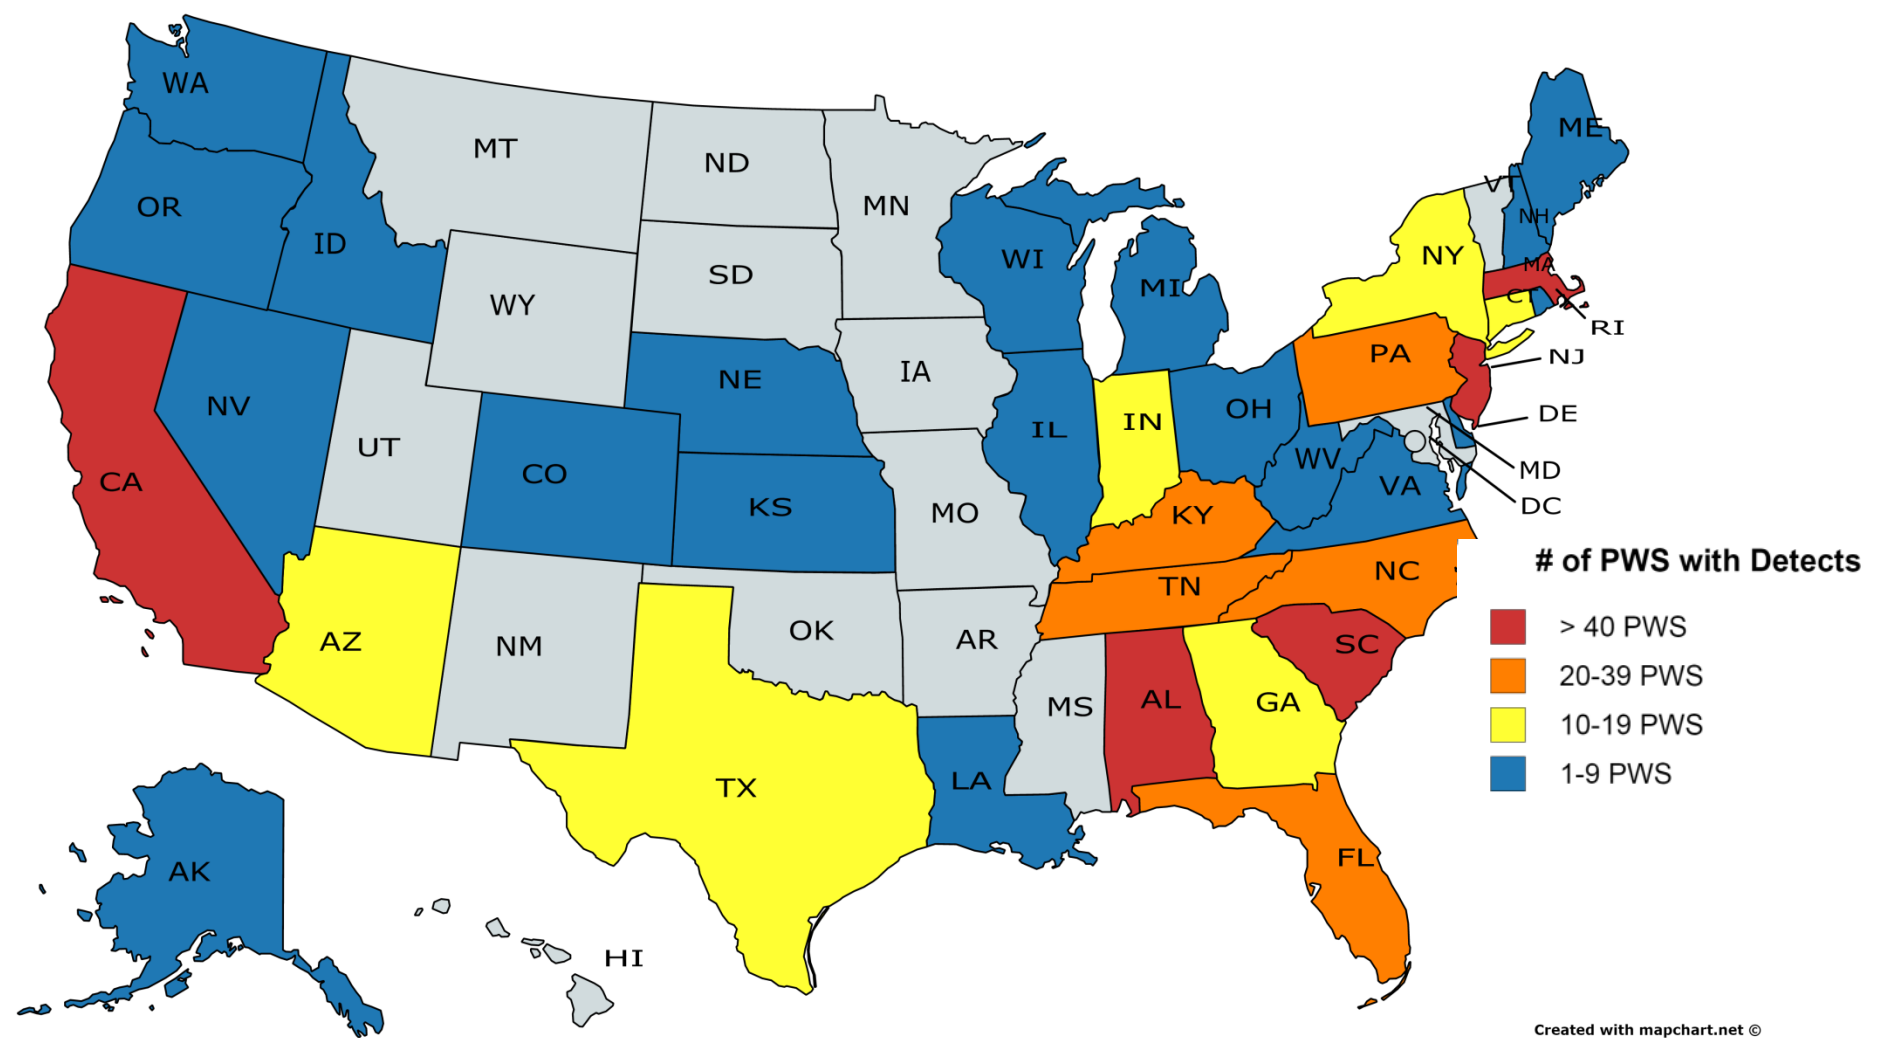 WA
MT
ND
MN
ME
VT
OR
ID
NH
WI
NY
MA
SD
MI
CT
WY
RI
NJ
PA
NE
IA
NV
OH
IN
DE
IL
UT
CO
WV
MD
CA
VA
DC
KS
MO
KY
NC
TN
# of PWS with Detects
> 40 PWS
20-39 PWS
10-19 PWS
1-9 PWS
AZ
NM
OK
AR
SC
MS
AL
GA
TX
LA
FL
AK
HI
Created with mapchart.net ©